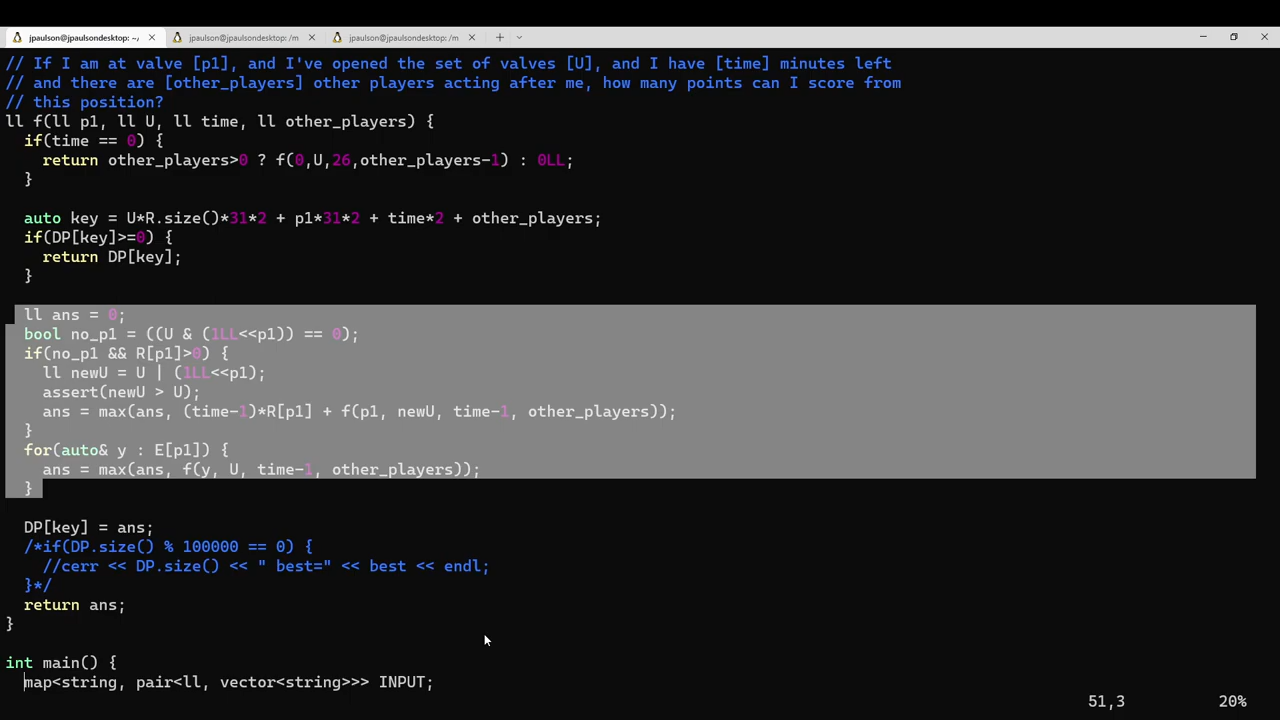 jpaulson@jpaulsondesktop: ~,
jpaulson@jpaulsondesktop: /m
jpaulson@jpaulsondesktop: /m
// If I am at valve [p1], and I've opened the set of valves [U], and I have [time] minutes left
// and there are [other_players] other players acting after me, how many points can I score from
// this position?
ll f(ll p1, ll U, ll time, ll other_players) {
  if(time == 0) {
    return other_players>0 ? f(0,U,26,other_players-1) : 0LL;
  }
  auto key = U*R.size()*31*2 + p1*31*2 + time*2 + other_players;
  if(DP[key]>=0) {
    return DP[key];
  }
  ll ans = 0;
  bool no_p1 = ((U & (1LL<<p1)) == 0);
  if(no_p1 && R[p1]>0) {
    ll newU = U | (1LL<<p1);
    assert(newU > U);
    ans = max(ans, (time-1)*R[p1] + f(p1, newU, time-1, other_players));
  }
  for(auto& y : E[p1]) {
    ans = max(ans, f(y, U, time-1, other_players));
  }
  DP[key] = ans;
  /*if(DP.size() % 100000 == 0) {
    //cerr << DP.size() << " best=" << best << endl;
  }*/
  return ans;
}
int main() {
  map<string, pair<ll, vector<string>>> INPUT;
51,3 20%